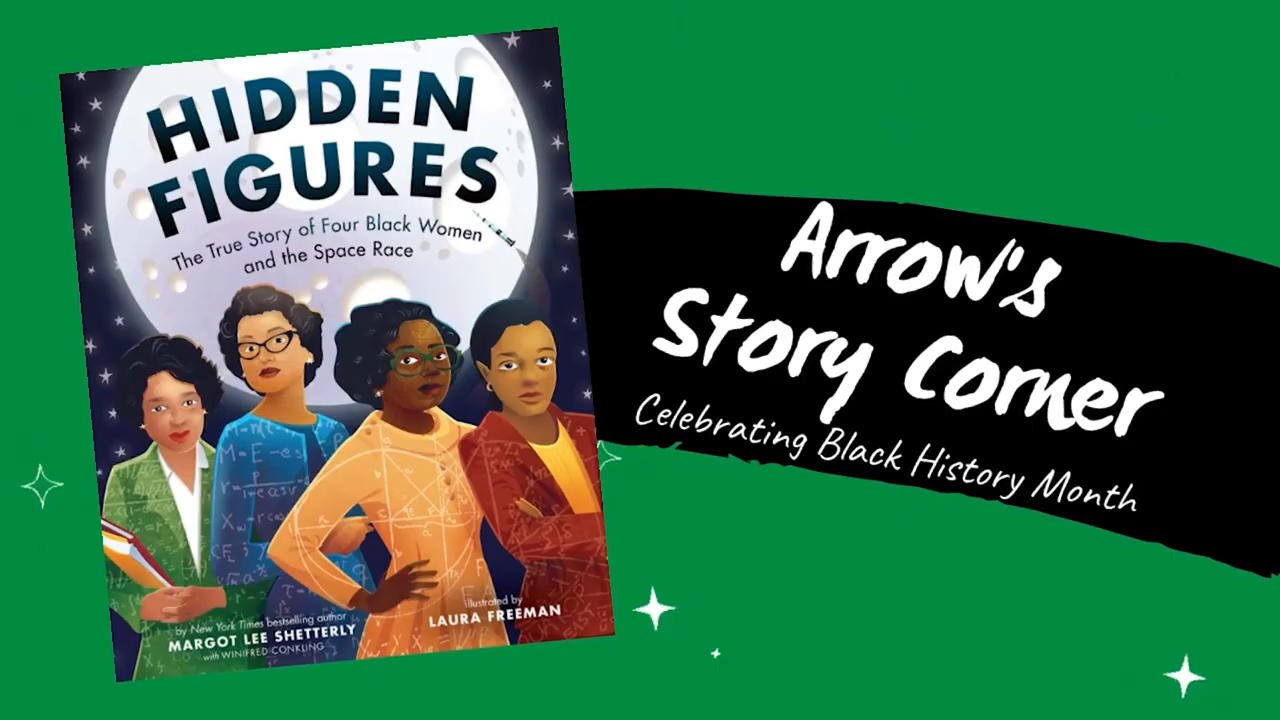 HIDDEN
FIGURES
The True Story of Four Black Women
and the Space Race
by New York Times bestselling author
MARGOT LEE SHETTERLY
with WINIFRED CONKLING
illustrated by
LAURA FREEMAN
Arrow's
Story Corner
Celebrating Black History Month